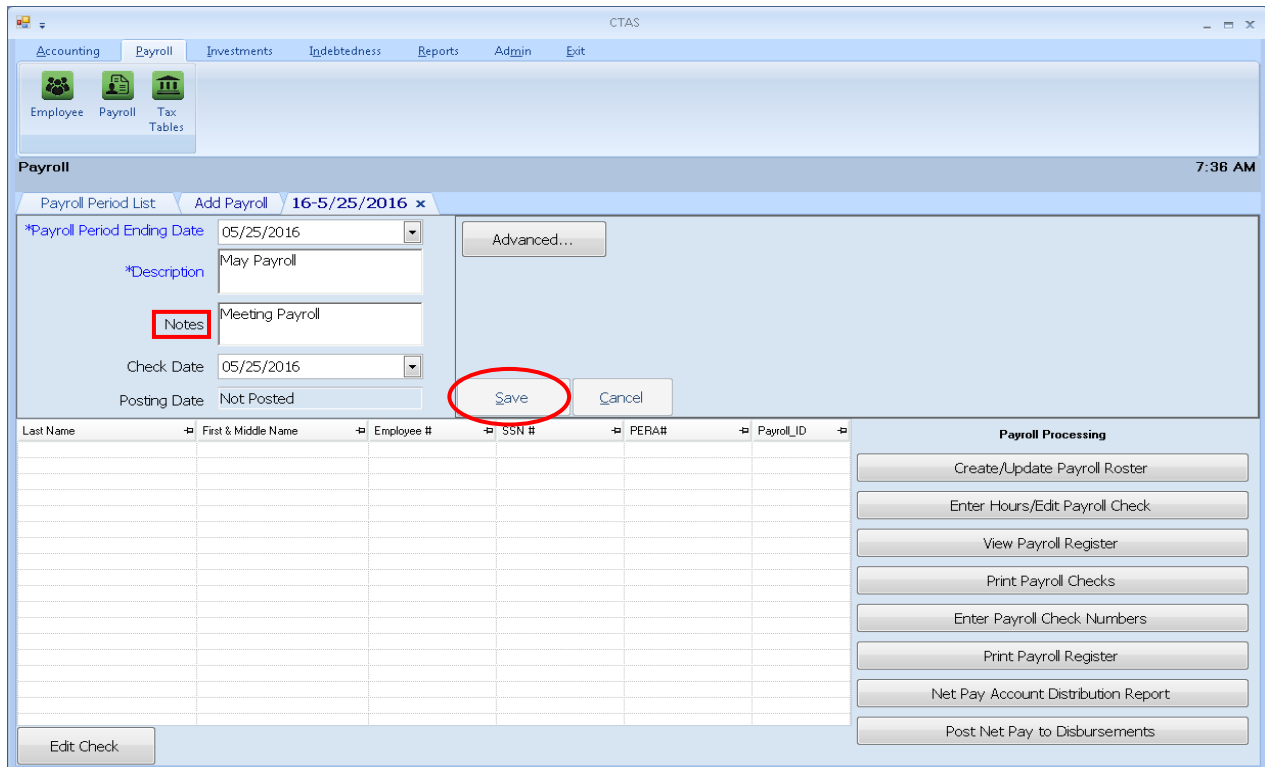 CTAS
Accounting Payroll Investments Indebtedness Reports Admin Exit
Employee Payroll Tax
Tables
Payroll 7:36 AM
Payroll Period List Add Payroll 16-5/25/2016 x
*Payroll Period Ending Date 05/25/2016 Advanced...
*Description May Payroll
Notes Meeting Payroll
Check Date 05/25/2016
Posting Date Not Posted Save Cancel
Last Name First & Middle Name Employee # SSN # PERA# Payroll_ID Payroll Processing
Create/Update Payroll Roster
Enter Hours/Edit Payroll Check
View Payroll Register
Print Payroll Checks
Enter Payroll Check Numbers
Print Payroll Register
Net Pay Account Distribution Report
Post Net Pay to Disbursements
Edit Check